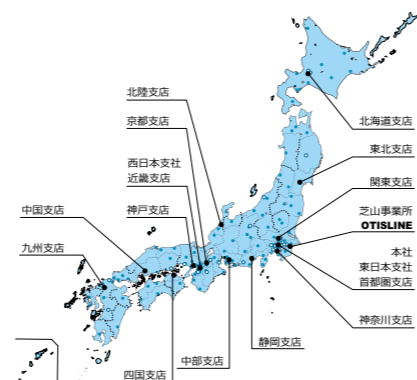 北陸支店
京都支店
西日本支社
近畿支店
神戸支店
中国支店
九州支店
北海道支店
東北支店
関東支店
芝山事業所
OTISLINE
本社
東日本支社
首都圏支店
神奈川支店
静岡支店
中部支店
四国支店